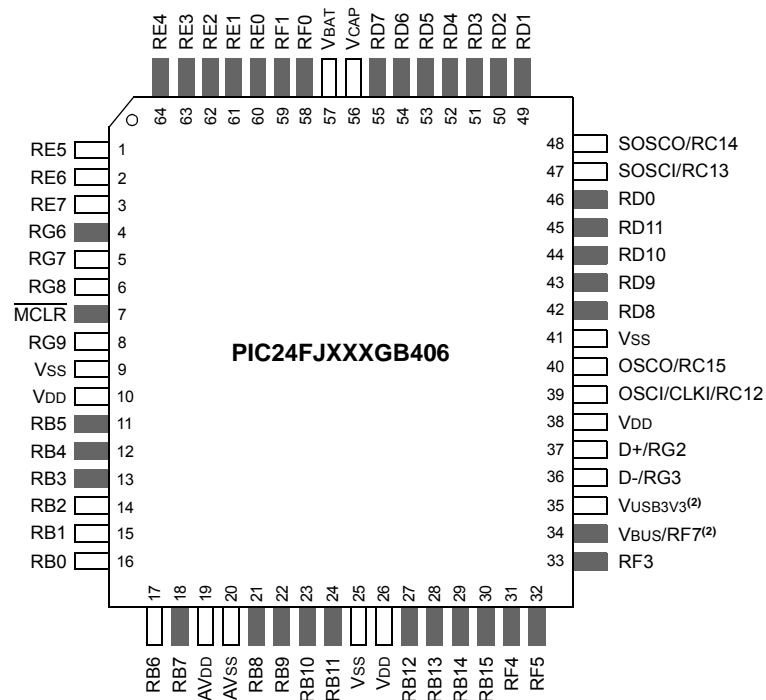 RE4
RE3
RE2
RE1
RE0
RF1
RF0
VBAT
VCAP
RD7
RD6
RD5
RD4
RD3
RD2
RD1
64
63
62
61
60
59
58
57
56
55
54
53
52
51
50
49
RE5 1
RE6 2
RE7 3
RG6 4
RG7 5
RG8 6
MCLR 7
RG9 8
VSS 9
VDD 10
RB5 11
RB4 12
RB3 13
RB2 14
RB1 15
RB0 16
PIC24FJXXXGB406
48 SOSCO/RC14
47 SOSCI/RC13
46 RD0
45 RD11
44 RD10
43 RD9
42 RD8
41 VSS
40 OSCO/RC15
39 OSCI/CLKI/RC12
38 VDD
37 D+/RG2
36 D-/RG3
35 VUSB3V3(2)
34 VBUS/RF7(2)
33 RF3
17
18
19
20
21
22
23
24
25
26
27
28
29
30
31
32
RB6
RB7
AVDD
AVSS
RB8
RB9
RB10
RB11
VSS
VDD
RB12
RB13
RB14
RB15
RF4
RF5